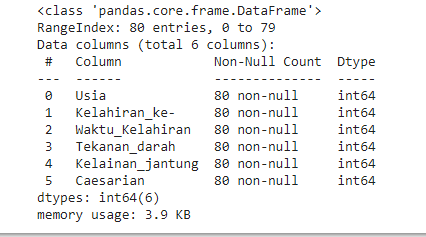 <class 'pandas.core.frame.DataFrame'>
RangeIndex: 80 entries, 0 to 79
Data columns (total 6 columns):
 #   Column           Non-Null Count  Dtype
---  ------           --------------  -----
 0   Usia             80 non-null     int64
 1   Kelahiran_ke-    80 non-null     int64
 2   Waktu_Kelahiran  80 non-null     int64
 3   Tekanan_darah    80 non-null     int64
 4   Kelainan_jantung 80 non-null     int64
 5   Caesarian        80 non-null     int64
dtypes: int64(6)
memory usage: 3.9 KB